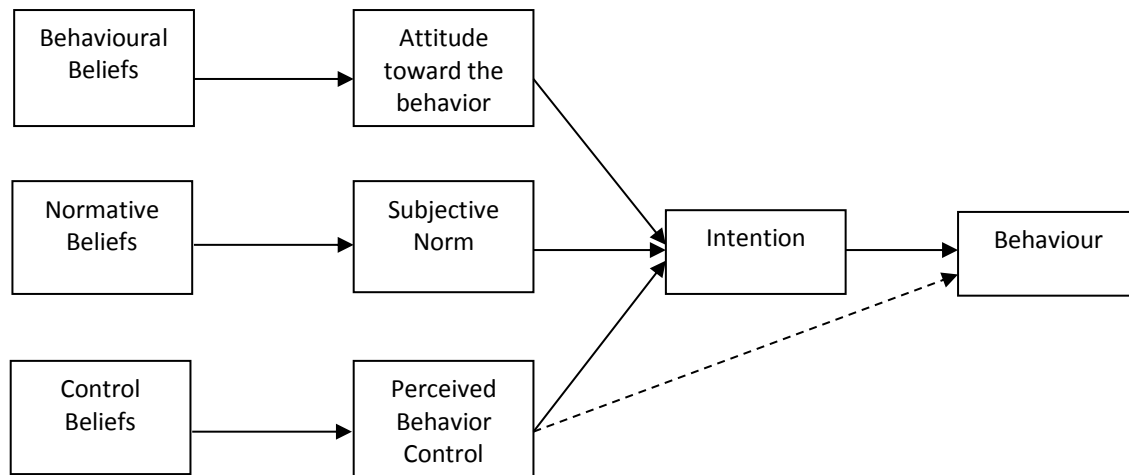 Behavioural
Beliefs
Attitude
toward the
behavior
Normative
Beliefs
Subjective
Norm
Intention
Behaviour
Control
Beliefs
Perceived
Behavior
Control